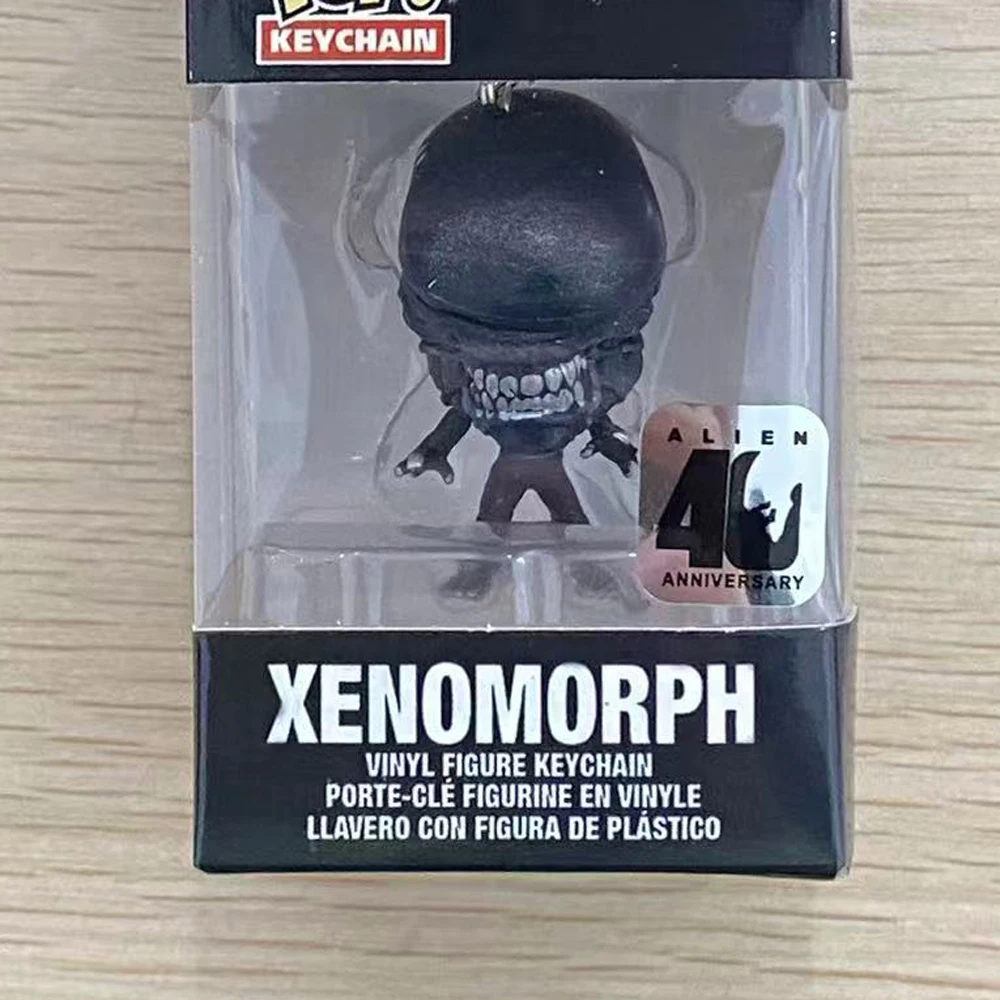 KEYCHAIN
ALIEN
40
ANNIVERSARY
XENOMORPH
VINYL FIGURE KEYCHAIN
PORTE-CLÉ FIGURINE EN VINYLE
LLAVERO CON FIGURA DE PLÁSTICO